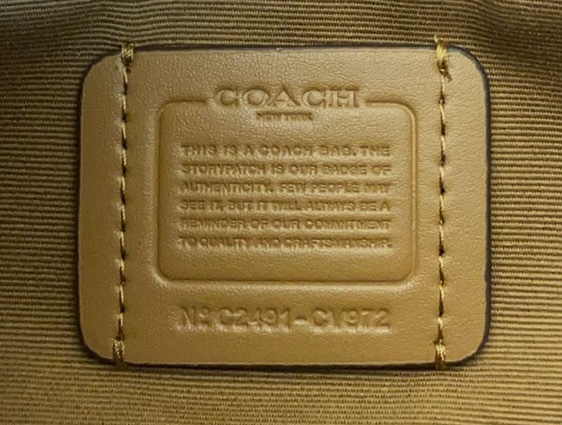 COACH
NEW YORK
THIS IS A COACH BAG. THE
STORYPATCH IS OUR BADGE OF
AUTHENTICITY. FEW PEOPLE MAY
SEE IT, BUT IT WILL ALWAYS BE A
REMINDER OF OUR COMMITMENT
TO QUALITY AND CRAFTSMANSHIP.
Nº C2491-CV972